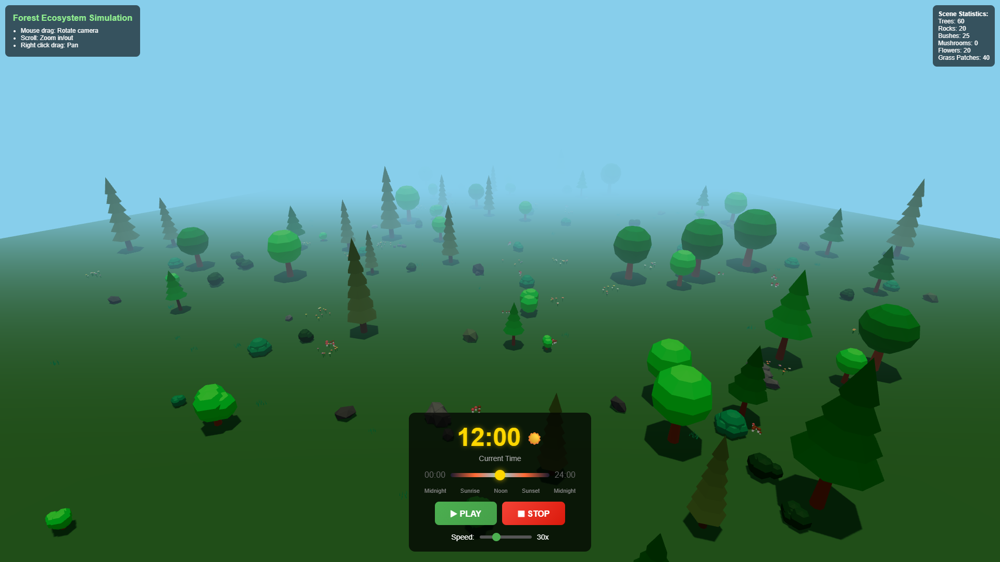 Forest Ecosystem Simulation
Mouse drag: Rotate camera
Scroll: Zoom in/out
Right click drag: Pan
Scene Statistics:
Trees: 60
Rocks: 20
Bushes: 25
Mushrooms: 0
Flowers: 20
Grass Patches: 40
12:00
Current Time
00:00 24:00
Midnight Sunrise Noon Sunset Midnight
PLAY STOP
Speed: 30x